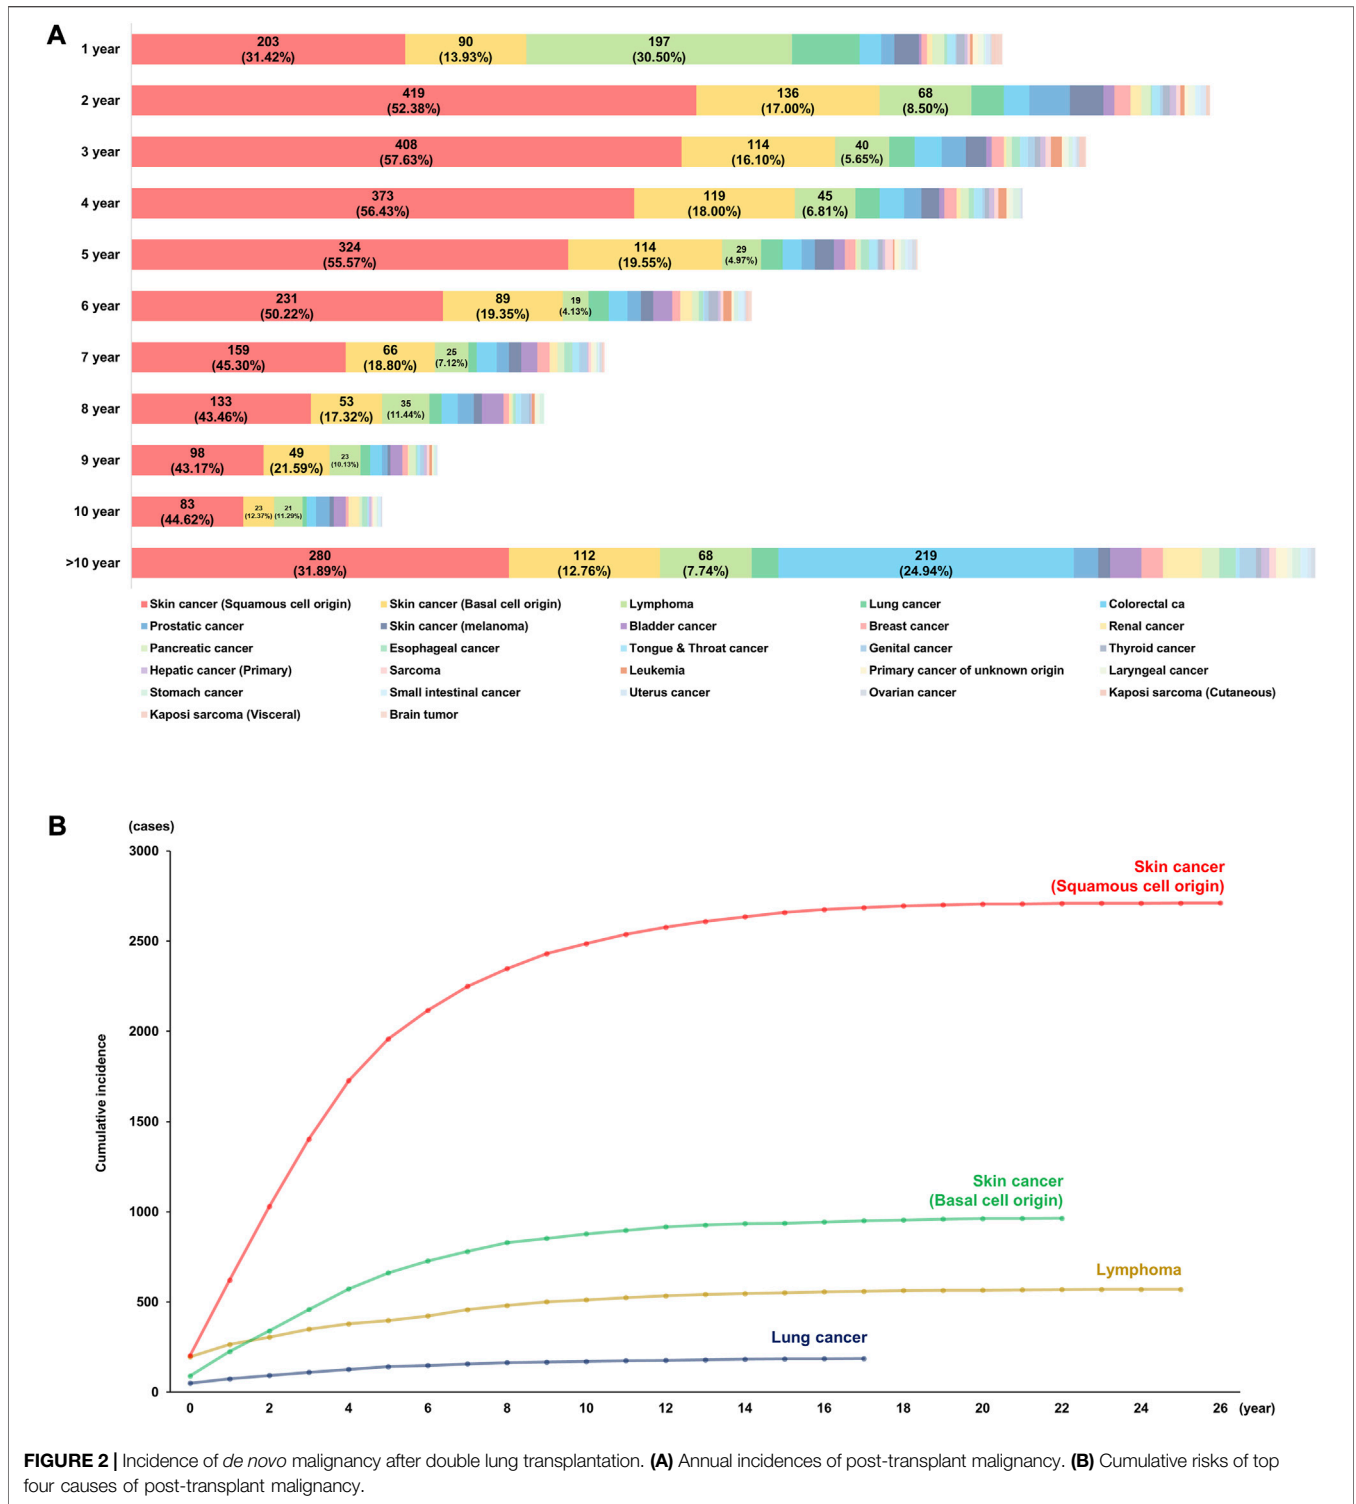 A
1 year
203
(31.42%)
90
(13.93%)
197
(30.50%)
2 year
419
(52.38%)
136
(17.00%)
68
(8.50%)
3 year
408
(57.63%)
114
(16.10%)
40
(5.65%)
4 year
373
(56.43%)
119
(18.00%)
45
(6.81%)
5 year
324
(55.57%)
114
(19.55%)
29
(4.97%)
6 year
231
(50.22%)
89
(19.35%)
19
(4.13%)
7 year
159
(45.30%)
66
(18.80%)
25
(7.12%)
8 year
133
(43.46%)
53
(17.32%)
35
(11.44%)
9 year
98
(43.17%)
49
(21.59%)
23
(10.13%)
10 year
83
(44.62%)
23
(12.37%)
21
(11.29%)
>10 year
280
(31.89%)
112
(12.76%)
68
(7.74%)
219
(24.94%)
Skin cancer (Squamous cell origin) Skin cancer (Basal cell origin) Lymphoma Lung cancer Colorectal ca
Prostatic cancer Skin cancer (melanoma) Bladder cancer Breast cancer Renal cancer
Pancreatic cancer Esophageal cancer Tongue & Throat cancer Genital cancer Thyroid cancer
Hepatic cancer (Primary) Sarcoma Leukemia Primary cancer of unknown origin Laryngeal cancer
Stomach cancer Small intestinal cancer Uterus cancer Ovarian cancer Kaposi sarcoma (Cutaneous)
Kaposi sarcoma (Visceral) Brain tumor
B
(cases)
3000
2500
2000
1500
1000
500
0
Cumulative incidence
Skin cancer
(Squamous cell origin)
Skin cancer
(Basal cell origin)
Lymphoma
Lung cancer
0 2 4 6 8 10 12 14 16 18 20 22 24 26 (year)
FIGURE 2 | Incidence of de novo malignancy after double lung transplantation. (A) Annual incidences of post-transplant malignancy. (B) Cumulative risks of top
four causes of post-transplant malignancy.